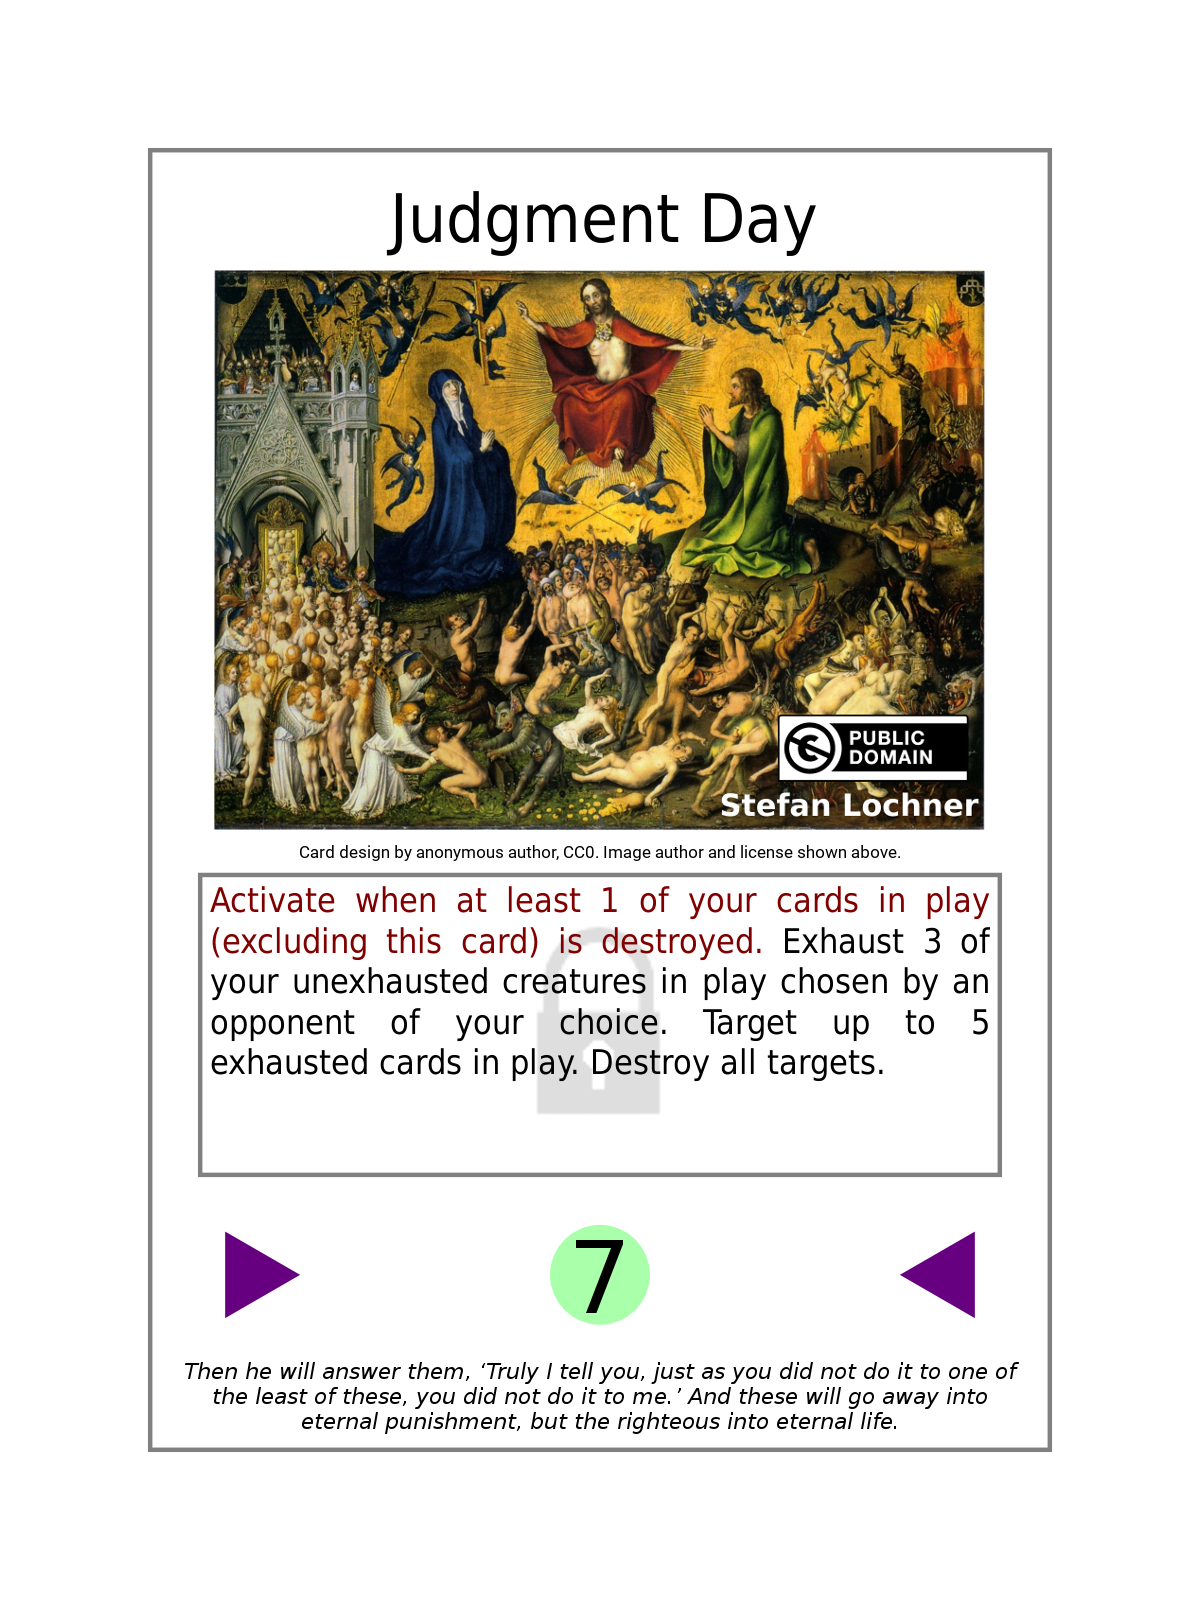 Judgment Day
PUBLIC
DOMAIN
Stefan Lochner
Card design by anonymous author, CC0. Image author and license shown above.
Activate when at least 1 of your cards in play
(excluding this card) is destroyed. Exhaust 3 of
your unexhausted creatures in play chosen by an
opponent of your choice. Target up to 5
exhausted cards in play. Destroy all targets.
7
Then he will answer them, ‘Truly I tell you, just as you did not do it to one of
the least of these, you did not do it to me.’ And these will go away into
eternal punishment, but the righteous into eternal life.